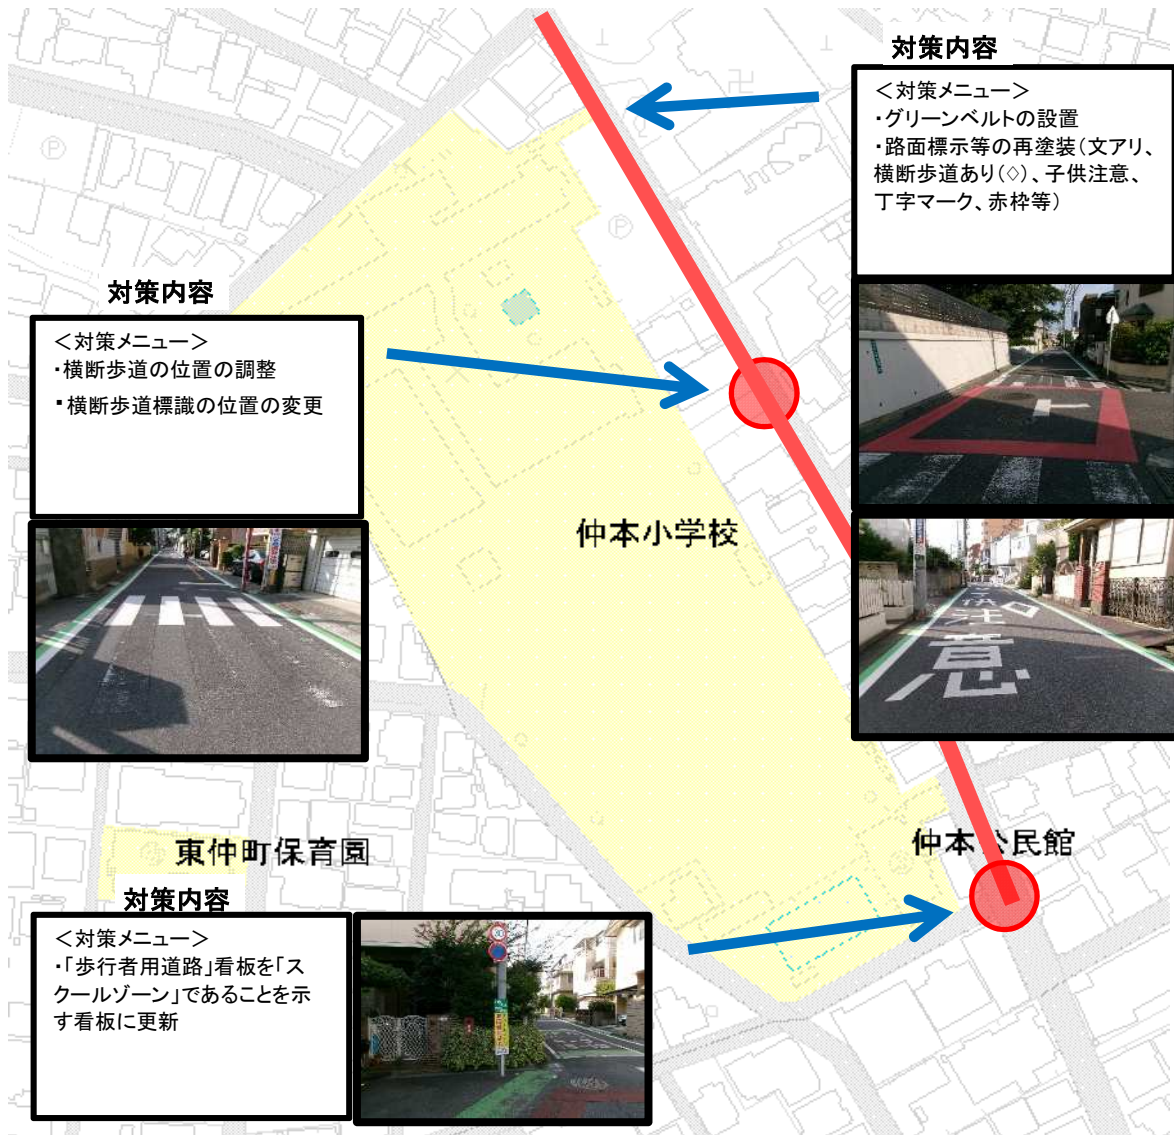 対策内容
＜対策メニュー＞
・グリーンベルトの設置
・路面標示等の再塗装（文アリ、
横断歩道あり（◇）、子供注意、
丁字マーク、赤枠等）
対策内容
＜対策メニュー＞
・横断歩道の位置の調整
・横断歩道標識の位置の変更
仲本小学校
注
意
仲本公民館
東仲町保育園
対策内容
＜対策メニュー＞
・「歩行者用道路」看板を「ス
クールゾーン」であることを示
す看板に更新
P
P